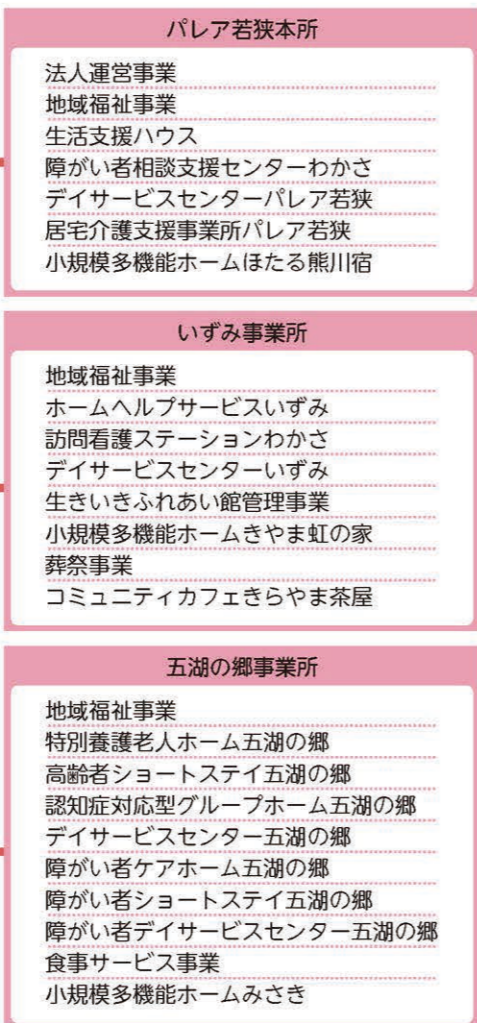 パレア若狭本所
法人運営事業
地域福祉事業
生活支援ハウス
障がい者相談支援センターわかさ
デイサービスセンターパレア若狭
居宅介護支援事業所パレア若狭
小規模多機能ホームほたる熊川宿
いずみ事業所
地域福祉事業
ホームヘルプサービスいずみ
訪問看護ステーションわかさ
デイサービスセンターいずみ
生きいきふれあい館管理事業
小規模多機能ホームきやま虹の家
葬祭事業
コミュニティカフェきらやま茶屋
五湖の郷事業所
地域福祉事業
特別養護老人ホーム五湖の郷
高齢者ショートステイ五湖の郷
認知症対応型グループホーム五湖の郷
デイサービスセンター五湖の郷
障がい者ケアホーム五湖の郷
障がい者ショートステイ五湖の郷
障がい者デイサービスセンター五湖の郷
食事サービス事業
小規模多機能ホームみさき